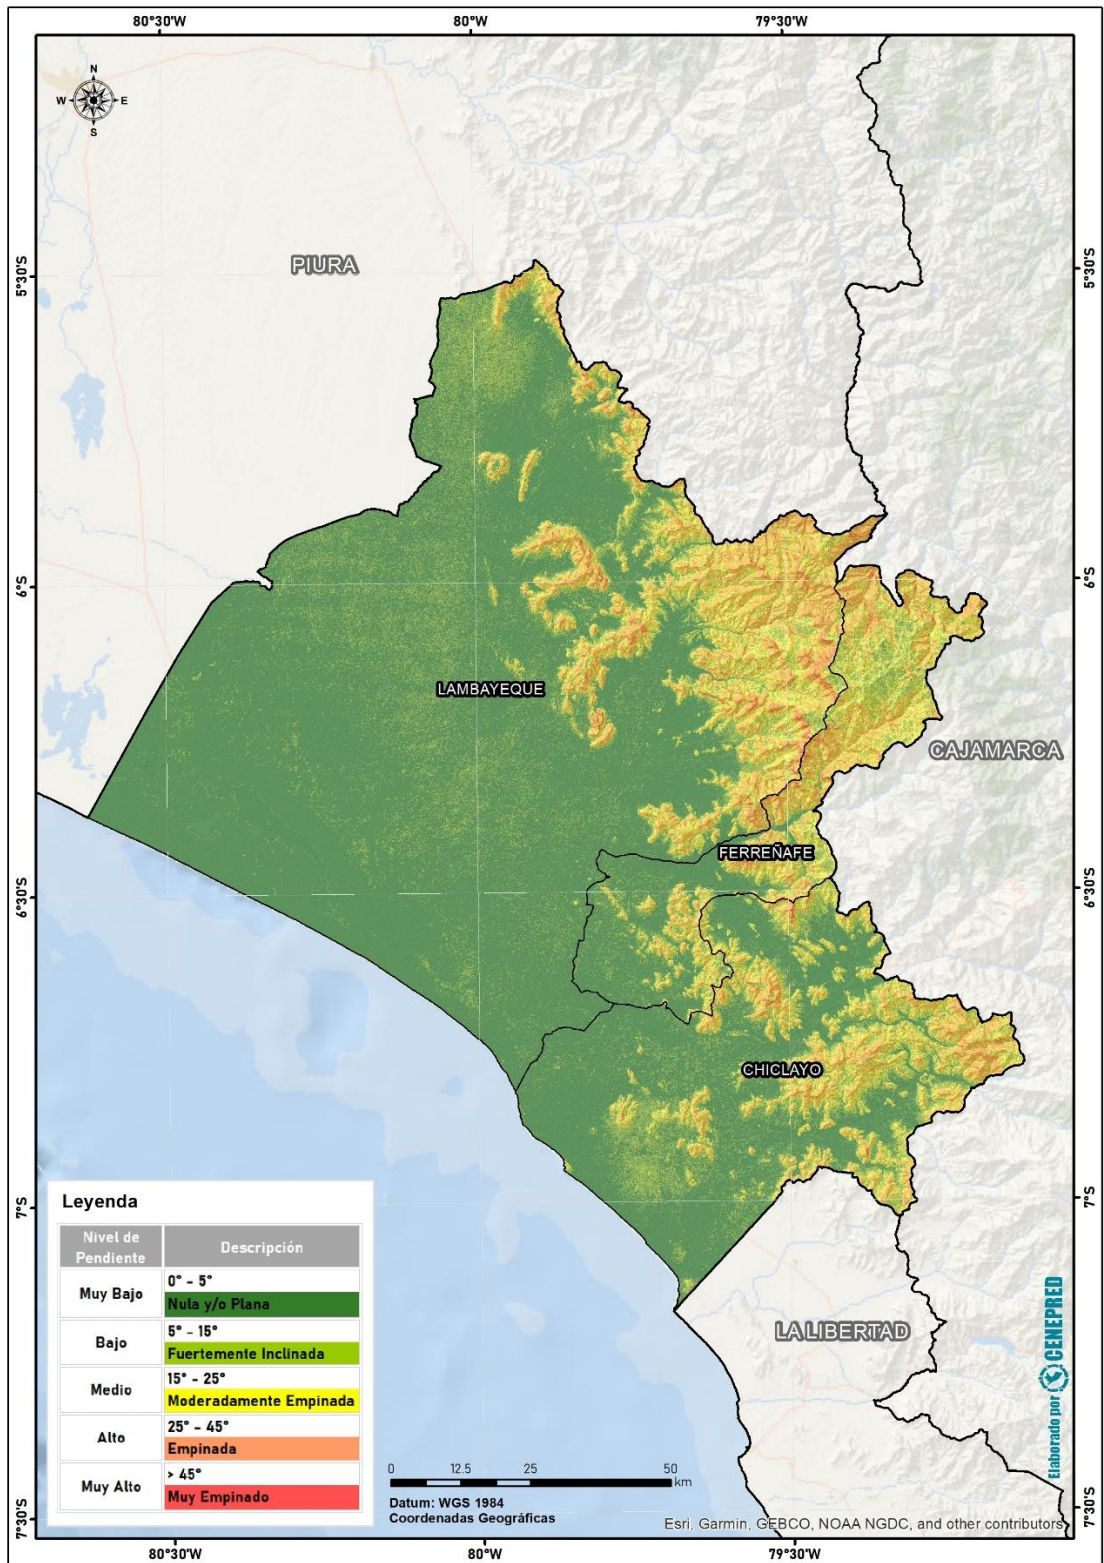 80°30'W 80°W 79°30'W
N
W E
S
5°30'S 5°30'S
PIURA
6°S 6°S
LAMBAYEQUE
CAJAMARCA
FERREÑAFE
6°30'S 6°30'S
CHICLAYO
7°S 7°S
LA LIBERTAD
Leyenda
Nivel de Pendiente Descripción
Muy Bajo 0° - 5°
Nula y/o Plana
Bajo 5° - 15°
Fuertemente Inclinada
Medio 15° - 25°
Moderadamente Empinada
Alto 25° - 45°
Empinada
Muy Alto > 45°
Muy Empinado
0 12.5 25 50
km
Datum: WGS 1984
Coordenadas Geográficas
Elaborado por CENEPRED
Esri, Garmin, GEBCO, NOAA NGDC, and other contributors
7°30'S 7°30'S
80°30'W 80°W 79°30'W